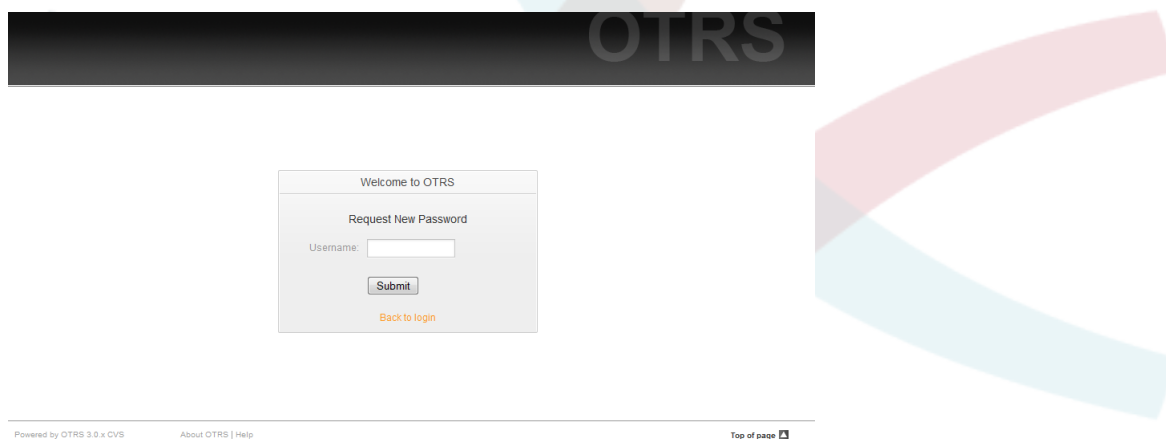 OTRS
Welcome to OTRS
Request New Password
Username:
Submit
Back to login
Powered by OTRS 3.0.x CVS About OTRS | Help Top of page